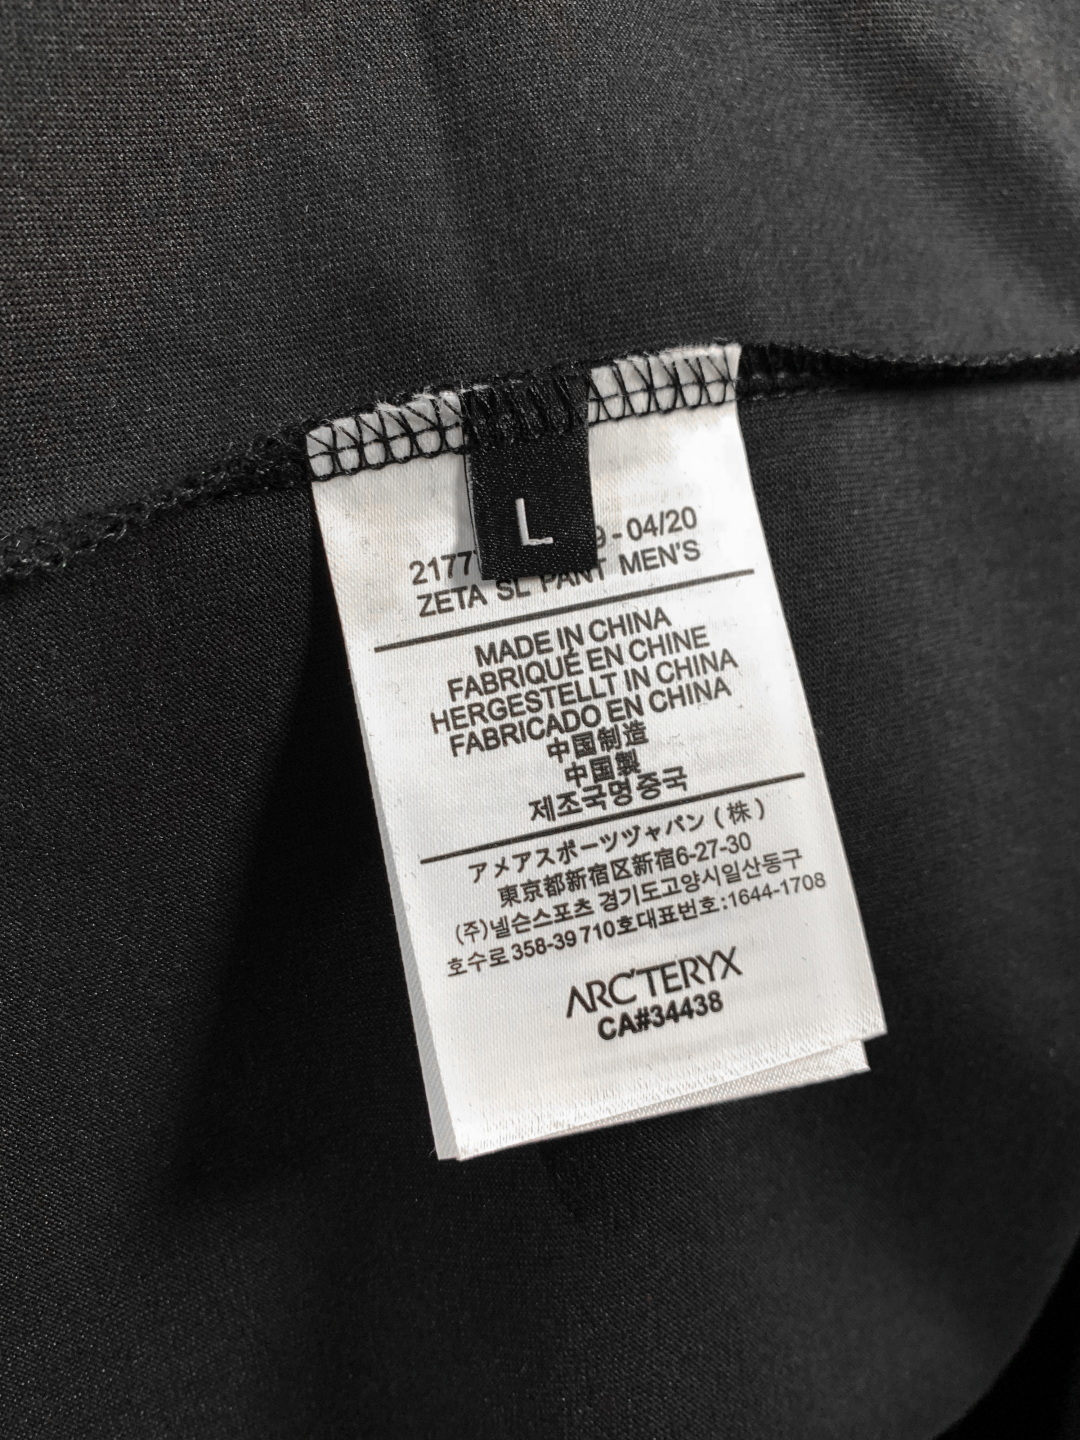 L
2177 9 - 04/20
ZETA SL PANT MEN'S
MADE IN CHINA
FABRIQUÉ EN CHINE
HERGESTELLT IN CHINA
FABRICADO EN CHINA
中国制造
中国製
제조국명중국
アメアスポーツヅャパン (株)
東京都新宿区新宿6-27-30
(주)넬슨스포츠 경기도고양시일산동구
호수로358-39 710호대표번호:1644-1708
ARC'TERYX
CA#34438